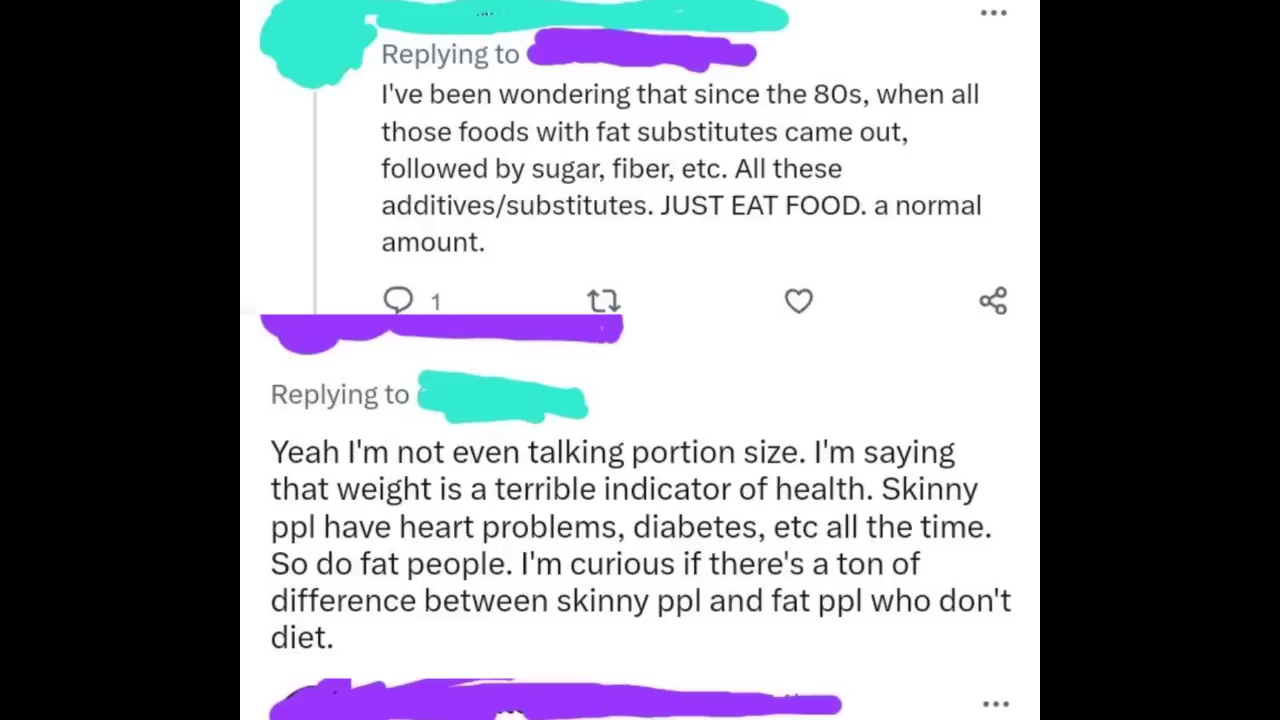 Replying to
I've been wondering that since the 80s, when all
those foods with fat substitutes came out,
followed by sugar, fiber, etc. All these
additives/substitutes. JUST EAT FOOD. a normal
amount.
1
Replying to
Yeah I'm not even talking portion size. I'm saying
that weight is a terrible indicator of health. Skinny
ppl have heart problems, diabetes, etc all the time.
So do fat people. I'm curious if there's a ton of
difference between skinny ppl and fat ppl who don't
diet.